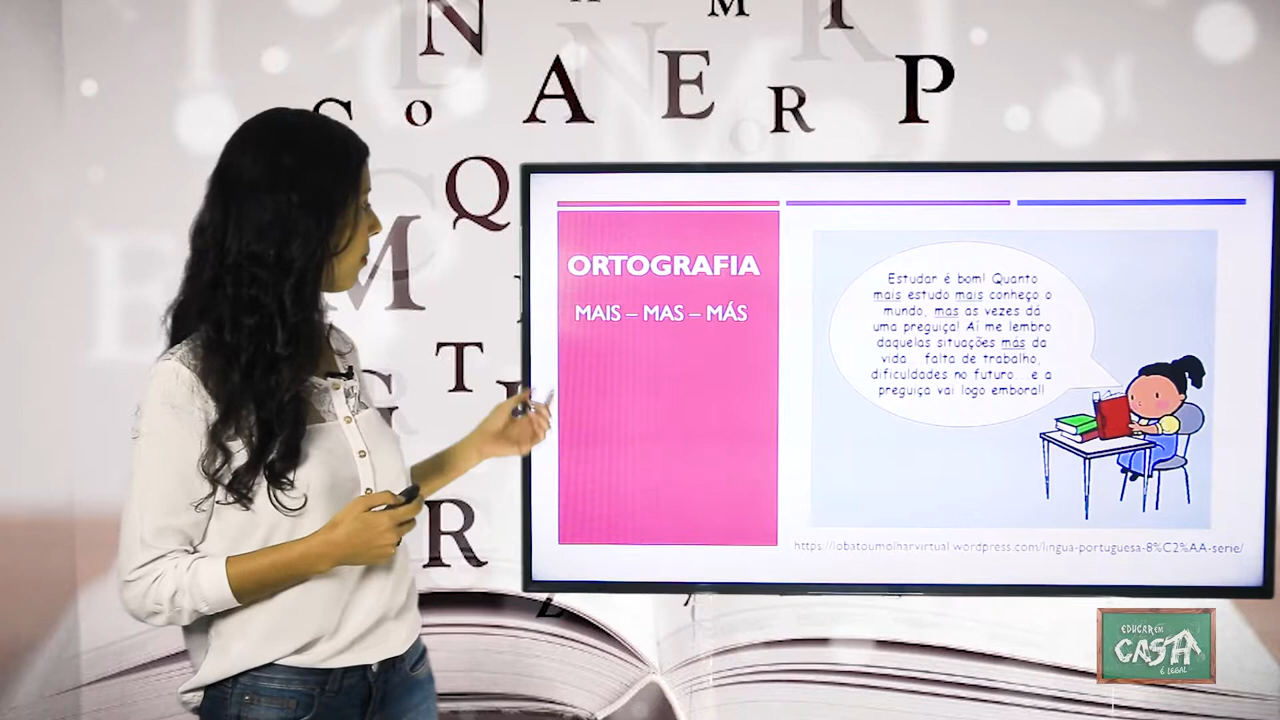 ORTOGRAFIA
MAIS – MAS – MÁS
Estudar é bom! Quanto
mais estudo mais conheço o
mundo, mas as vezes dá
uma preguiça! Aí me lembro
daquelas situações más da
vida... falta de trabalho,
dificuldades no futuro... e a
preguiça vai logo embora!!
https://lobatoumolharvirtual.wordpress.com/lingua-portuguesa-8%C2%AA-serie/
EDUCAR EM
CASA
É LEGAL